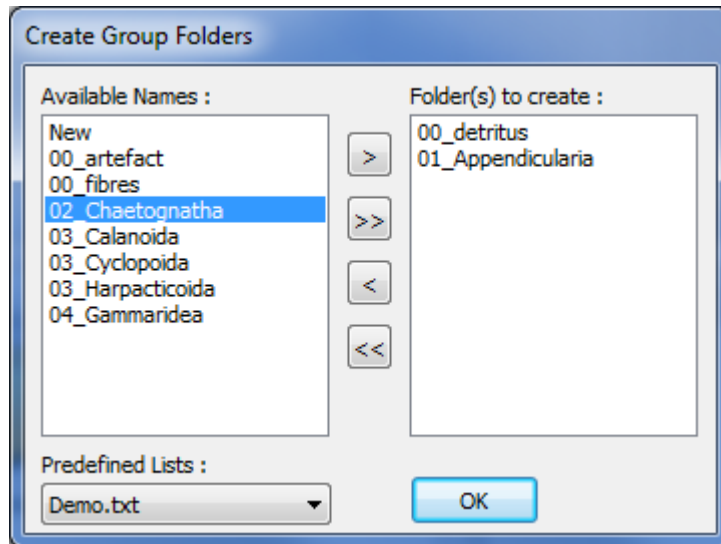 Create Group Folders
Available Names :
New
00_artefact
00_fibres
02_Chaetognatha
03_Calanoida
03_Cyclopoida
03_Harpacticoida
04_Gammaridea
>
>>
<
<<
Folder(s) to create :
00_detritus
01_Appendicularia
Predefined Lists :
Demo.txt
OK